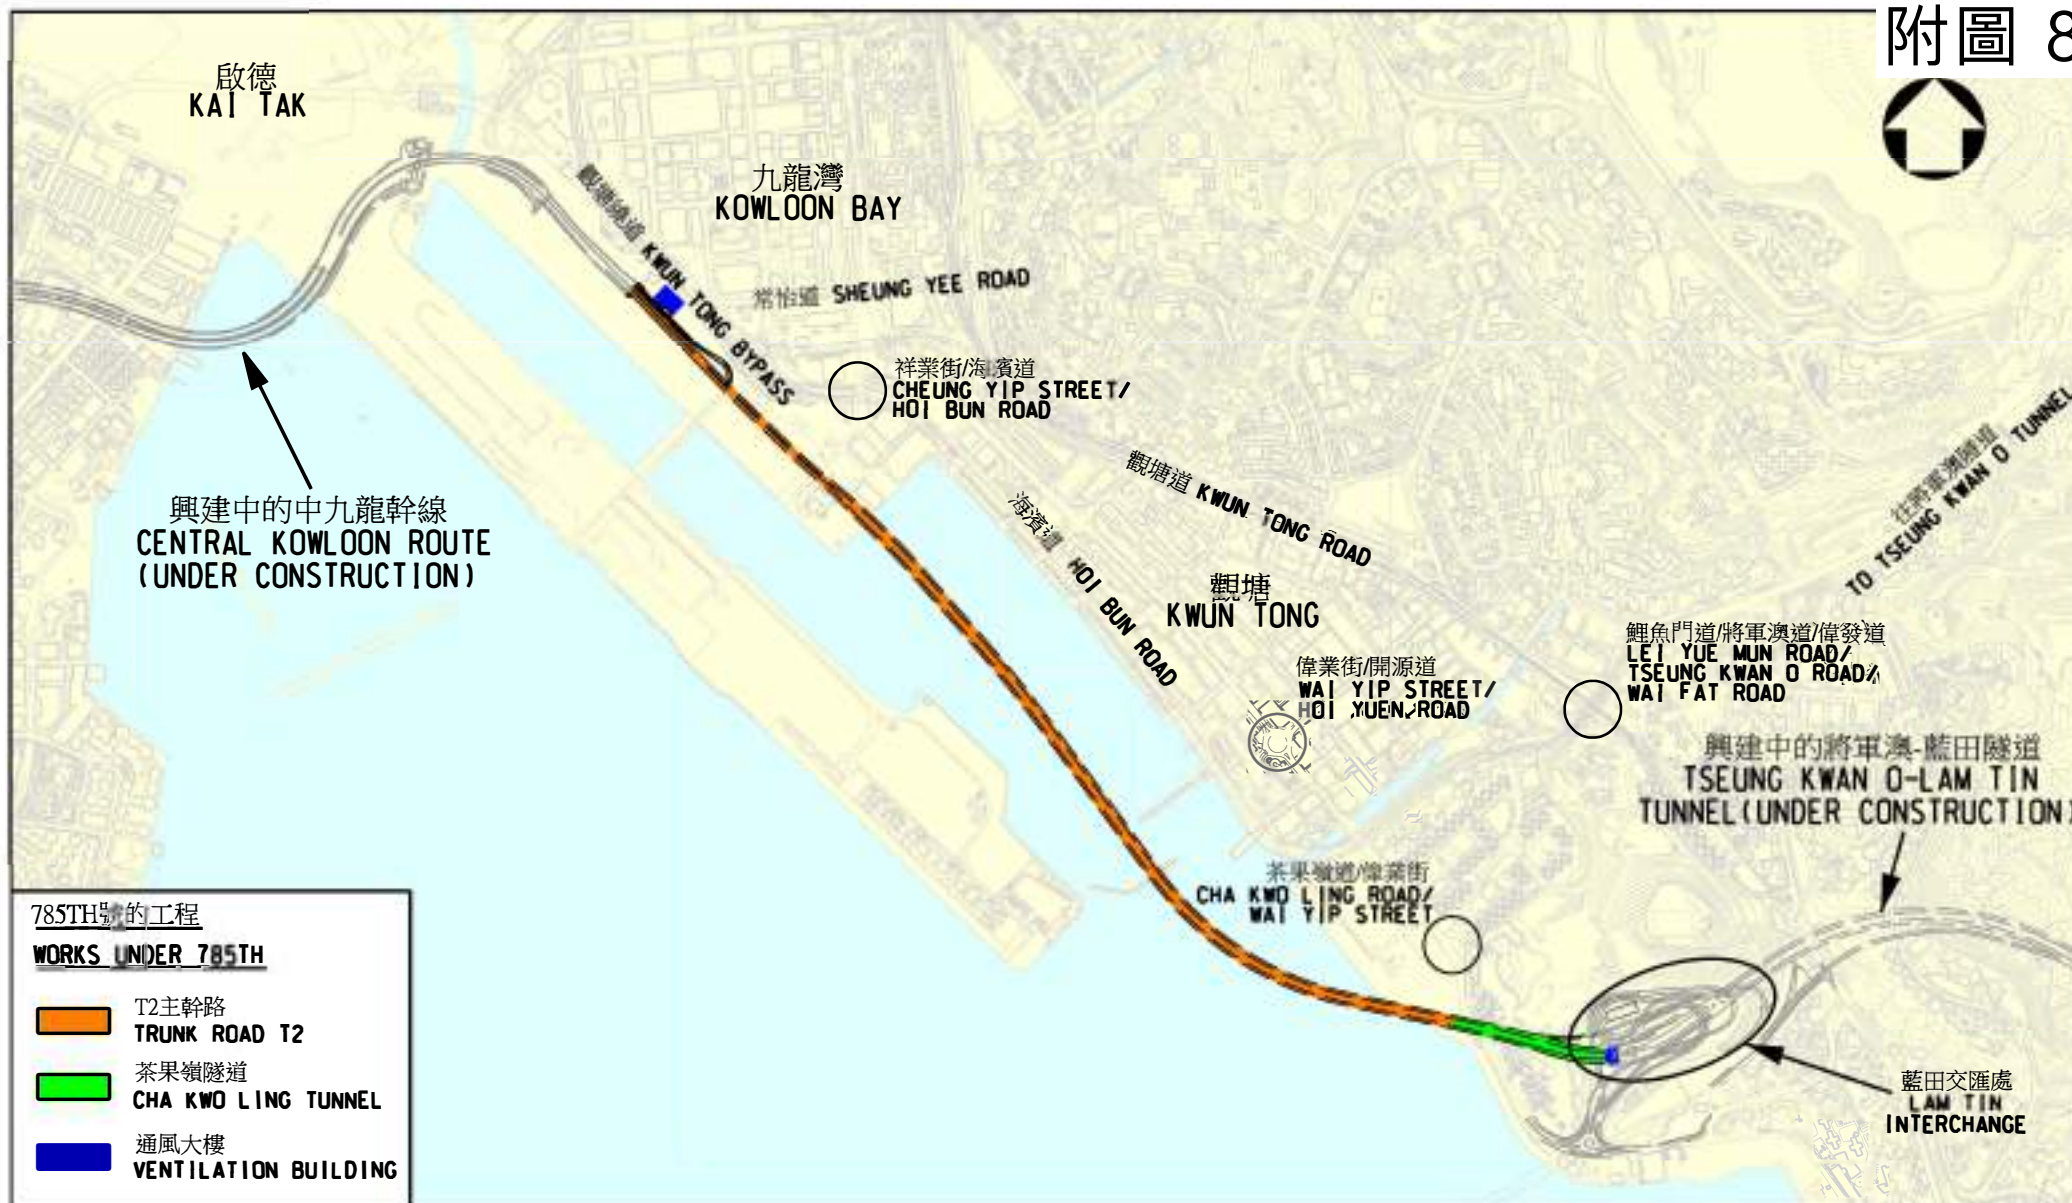 附圖 8
啟德
KAI TAK
九龍灣
KOWLOON BAY
觀塘繞道 KWUN TONG BYPASS
常怡道 SHEUNG YEE ROAD
祥業街/海濱道
CHEUNG YIP STREET/
HOI BUN ROAD
興建中的中九龍幹線
CENTRAL KOWLOON ROUTE
(UNDER CONSTRUCTION)
觀塘道 KWUN TONG ROAD
海濱道 HOI BUN ROAD
觀塘
KWUN TONG
往將軍澳隧道
TO TSEUNG KWAN O TUNNEL
偉業街/開源道
WAI YIP STREET/
HOI YUEN ROAD
鯉魚門道/將軍澳道/偉發道
LEI YUE MUN ROAD/
TSEUNG KWAN O ROAD/
WAI FAT ROAD
興建中的將軍澳-藍田隧道
TSEUNG KWAN O-LAM TIN
TUNNEL(UNDER CONSTRUCTION)
茶果嶺道/偉業街
CHA KWO LING ROAD/
WAI YIP STREET
藍田交匯處
LAM TIN
INTERCHANGE
785TH號的工程
WORKS UNDER 785TH
T2主幹路
TRUNK ROAD T2
茶果嶺隧道
CHA KWO LING TUNNEL
通風大樓
VENTILATION BUILDING